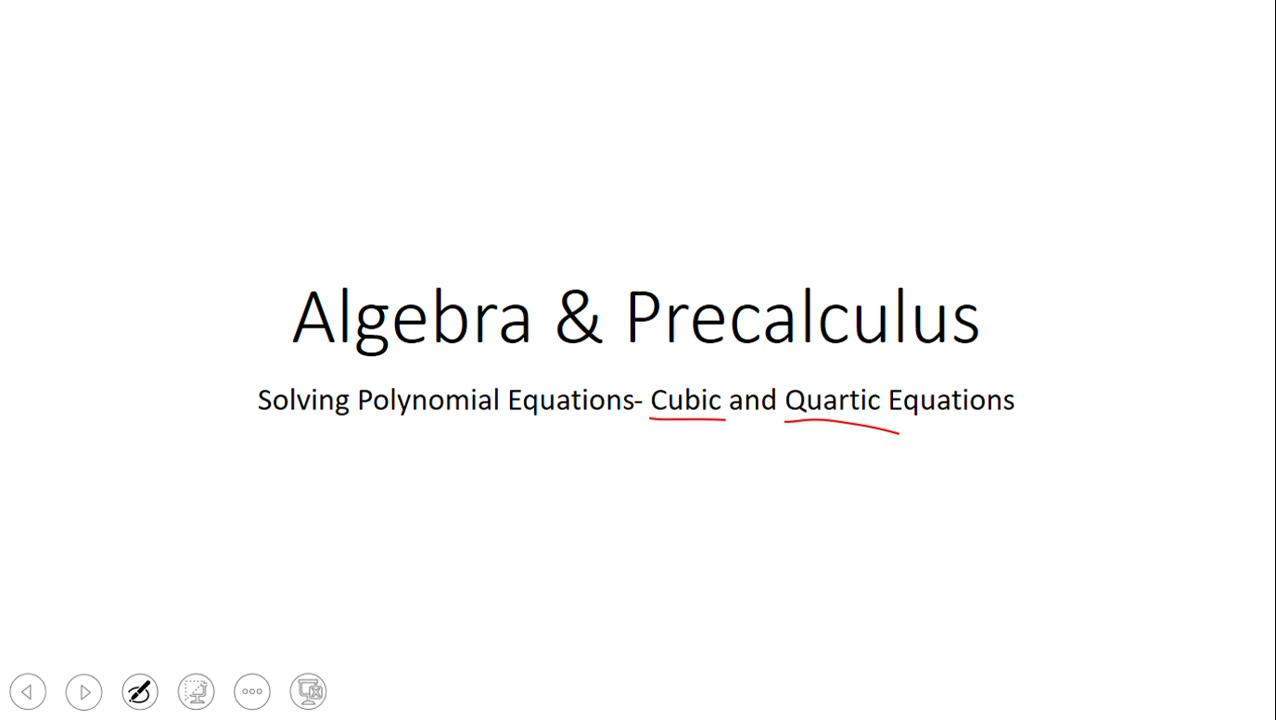 Algebra & Precalculus
Solving Polynomial Equations- Cubic and Quartic Equations